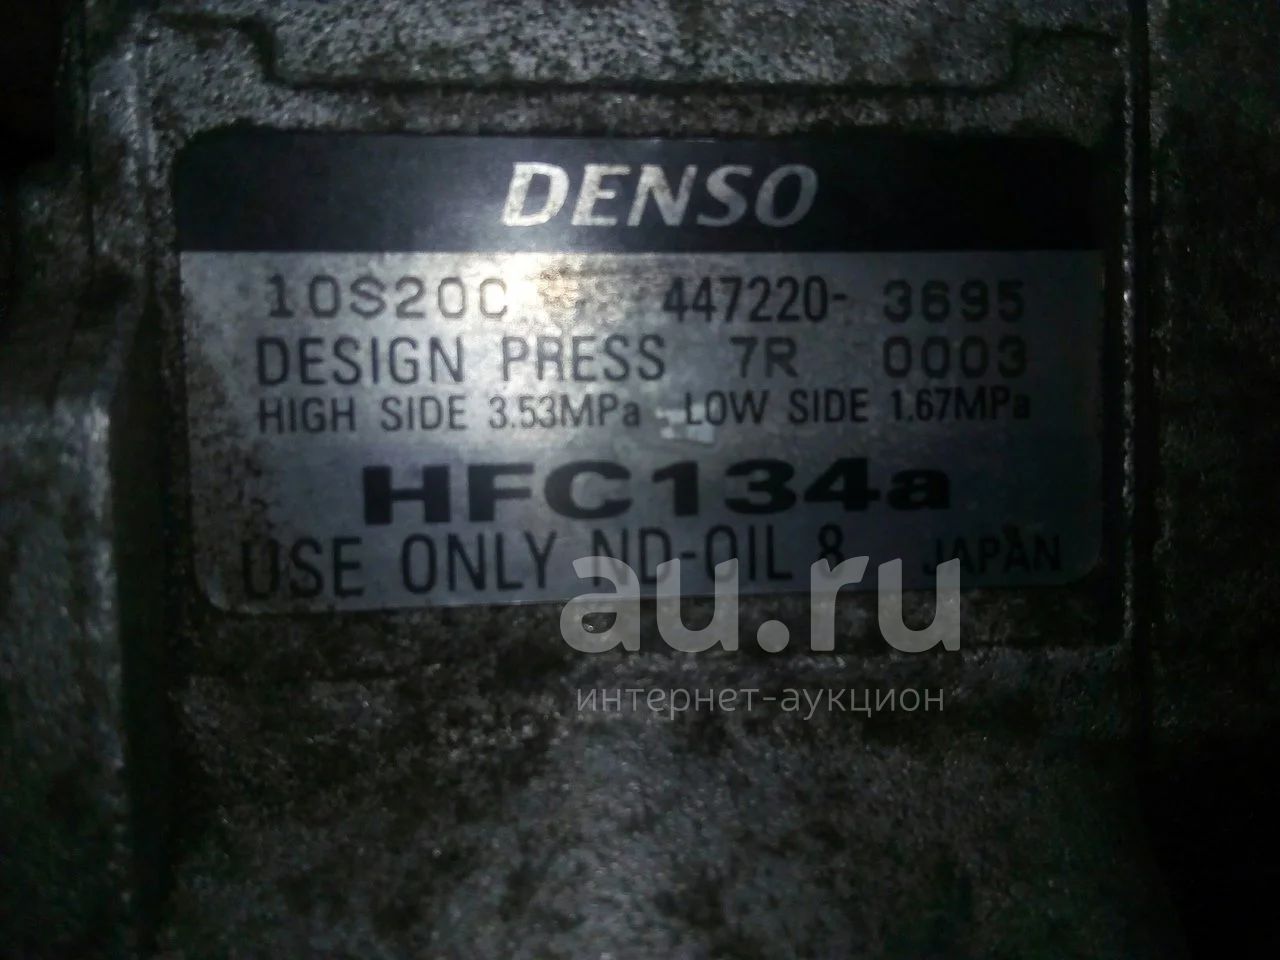 DENSO
10S20C 447220- 3695
DESIGN PRESS 7R 0003
HIGH SIDE 3.53MPa LOW SIDE 1.67MPa
HFC134a
USE ONLY ND-OIL 8 JAPAN
au.ru
интернет-аукцион